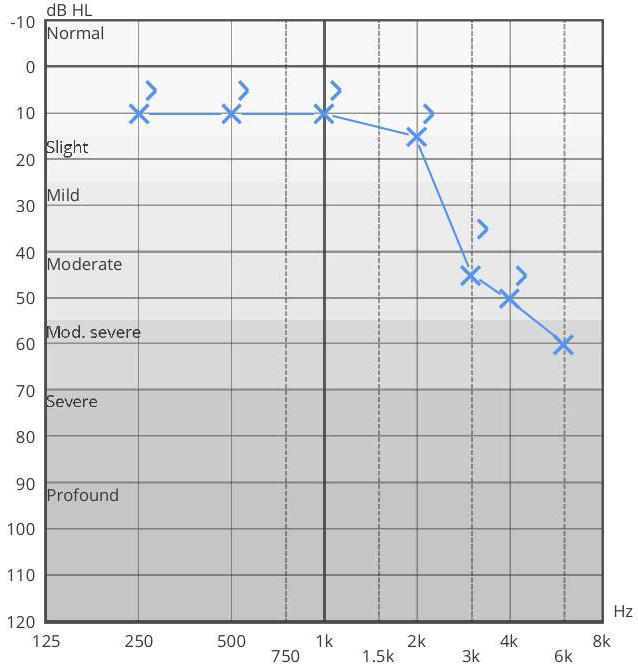 dB HL
-10
Normal
0
10
Slight
20
Mild
30
40
Moderate
50
Mod. severe
60
70
Severe
80
90
Profound
100
110
120
Hz
125 250 500 1k 2k 4k 8k
750 1.5k 3k 6k